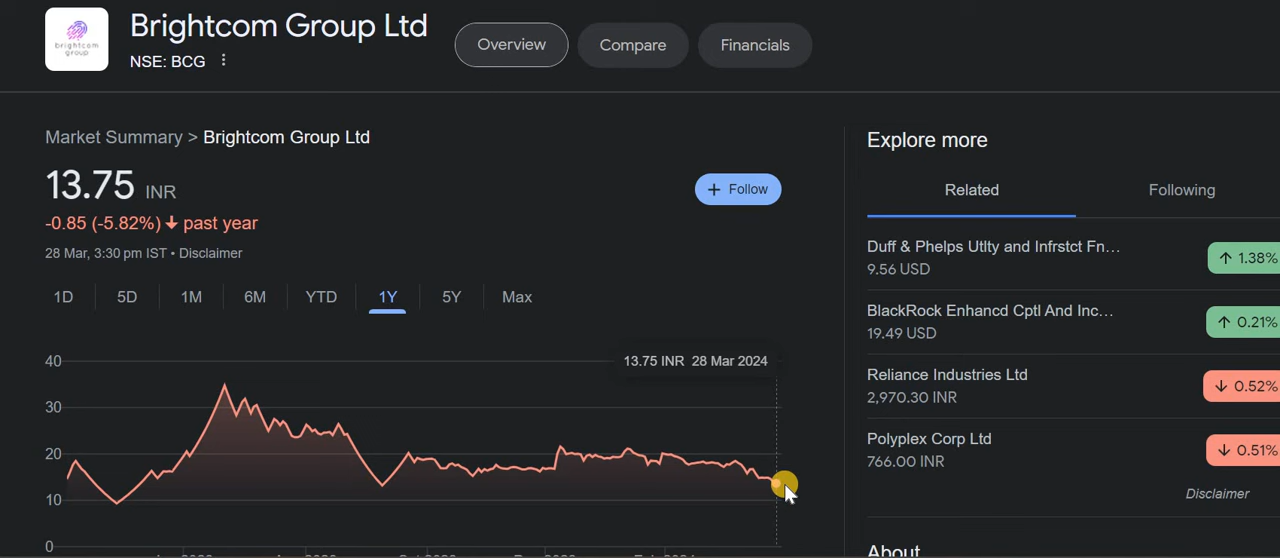 brightcom
group
Brightcom Group Ltd
NSE: BCG
Overview
Compare
Financials
Market Summary > Brightcom Group Ltd
13.75 INR
-0.85 (-5.82%) ↓ past year
28 Mar, 3:30 pm IST • Disclaimer
+ Follow
1D 5D 1M 6M YTD 1Y 5Y Max
13.75 INR 28 Mar 2024
40
30
20
10
0
Explore more
Related
Following
Duff & Phelps Utlty and Infrstct Fn...
9.56 USD
↑ 1.38%
BlackRock Enhancd Cptl And Inc...
19.49 USD
↑ 0.21%
Reliance Industries Ltd
2,970.30 INR
↓ 0.52%
Polyplex Corp Ltd
766.00 INR
↓ 0.51%
Disclaimer
About